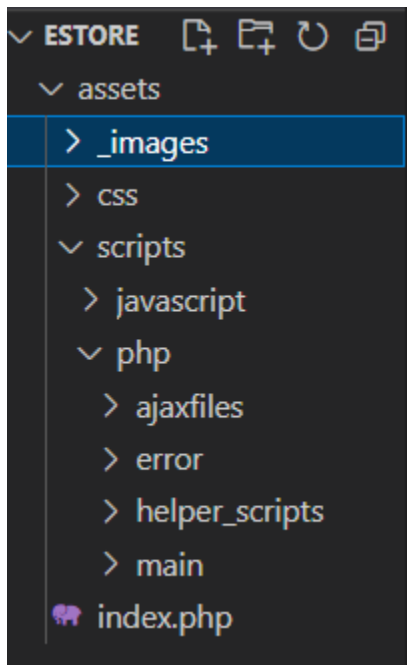 ESTORE
assets
_images
css
scripts
javascript
php
ajaxfiles
error
helper_scripts
main
index.php